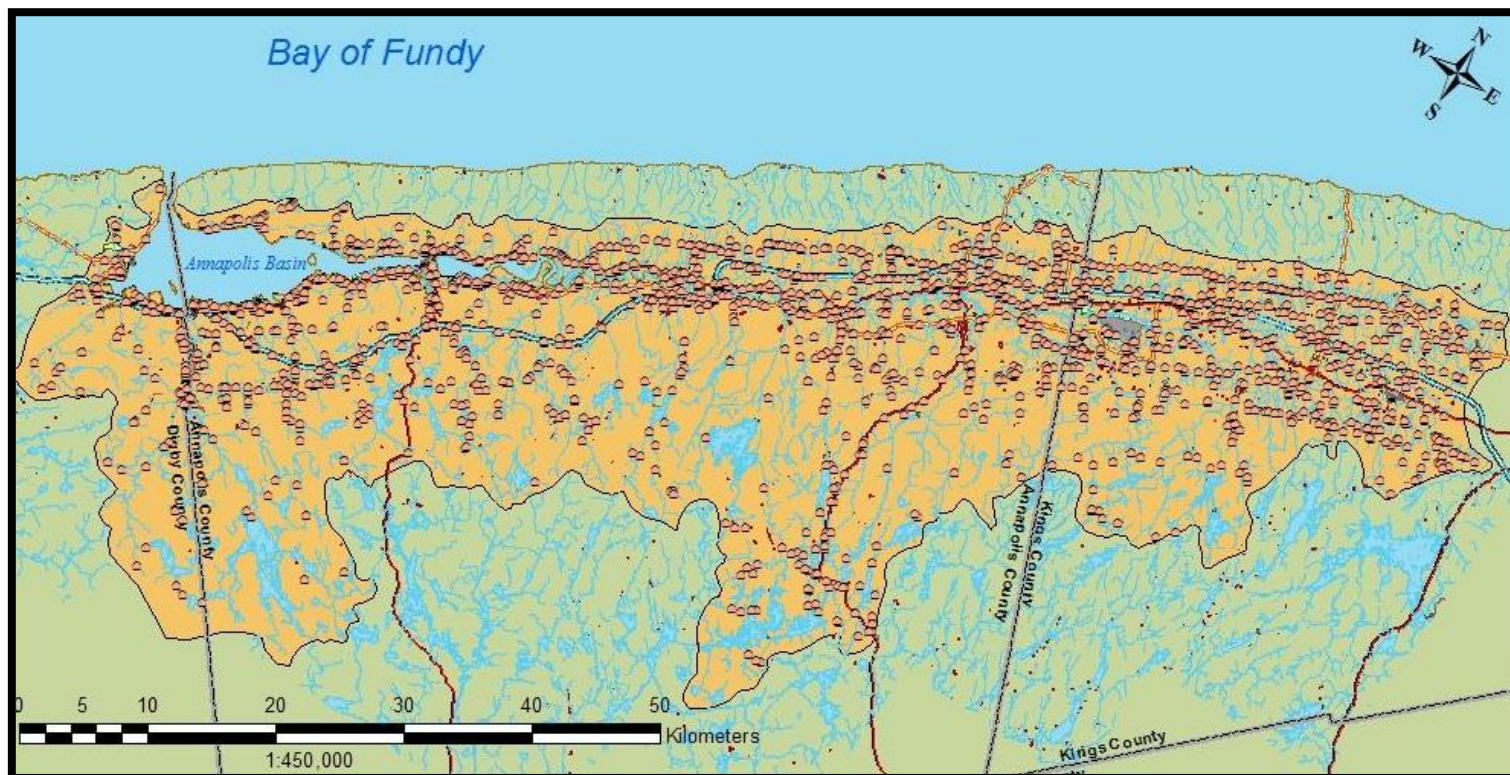 Bay of Fundy
N
W
E
S
Annapolis Basin
Digby County
Annapolis County
Annapolis County
Kings County
0 5 10 20 30 40 50
Kilometers
1:450,000
Kings County